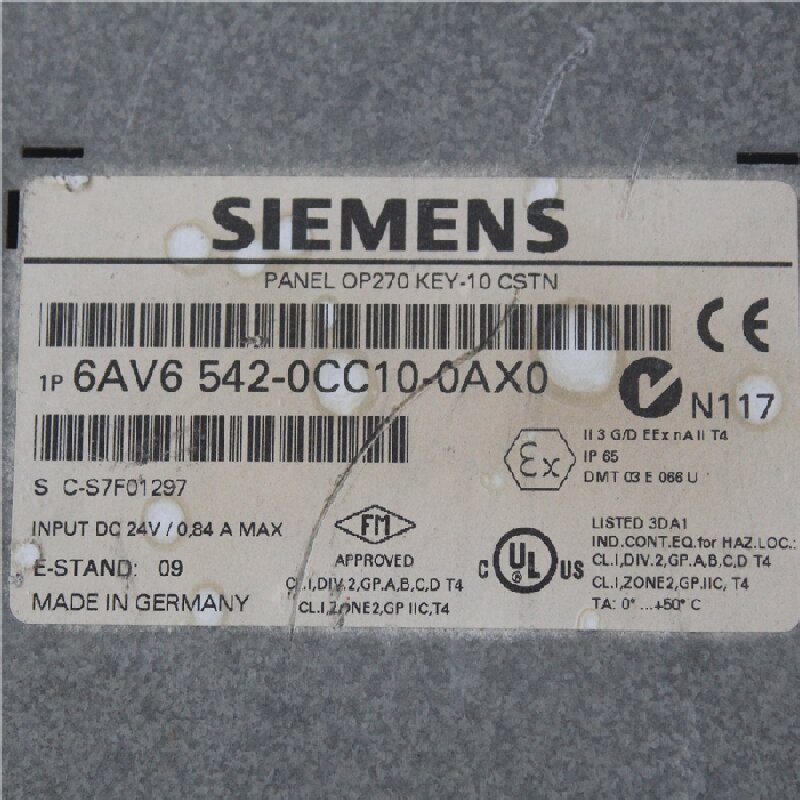 SIEMENS
PANEL OP270 KEY-10 CSTN
CE
1P 6AV6 542-0CC10-0AX0
N117
S C-S7F01297
Ex
II 3 G/D EEx nA II T4
IP 65
DMT 03 E 066 U
INPUT DC 24V / 0,84 A MAX
E-STAND: 09
MADE IN GERMANY
FM
APPROVED
CL.I,DIV.2,GP.A,B,C,D T4
CL.I,ZONE2,GP IIC,T4
C UL US
LISTED 3DA1
IND.CONT.EQ.for HAZ.LOC.:
CL.I,DIV.2,GP.A,B,C,D T4
CL.I,ZONE2,GP.IIC, T4
TA: 0° ...+50° C